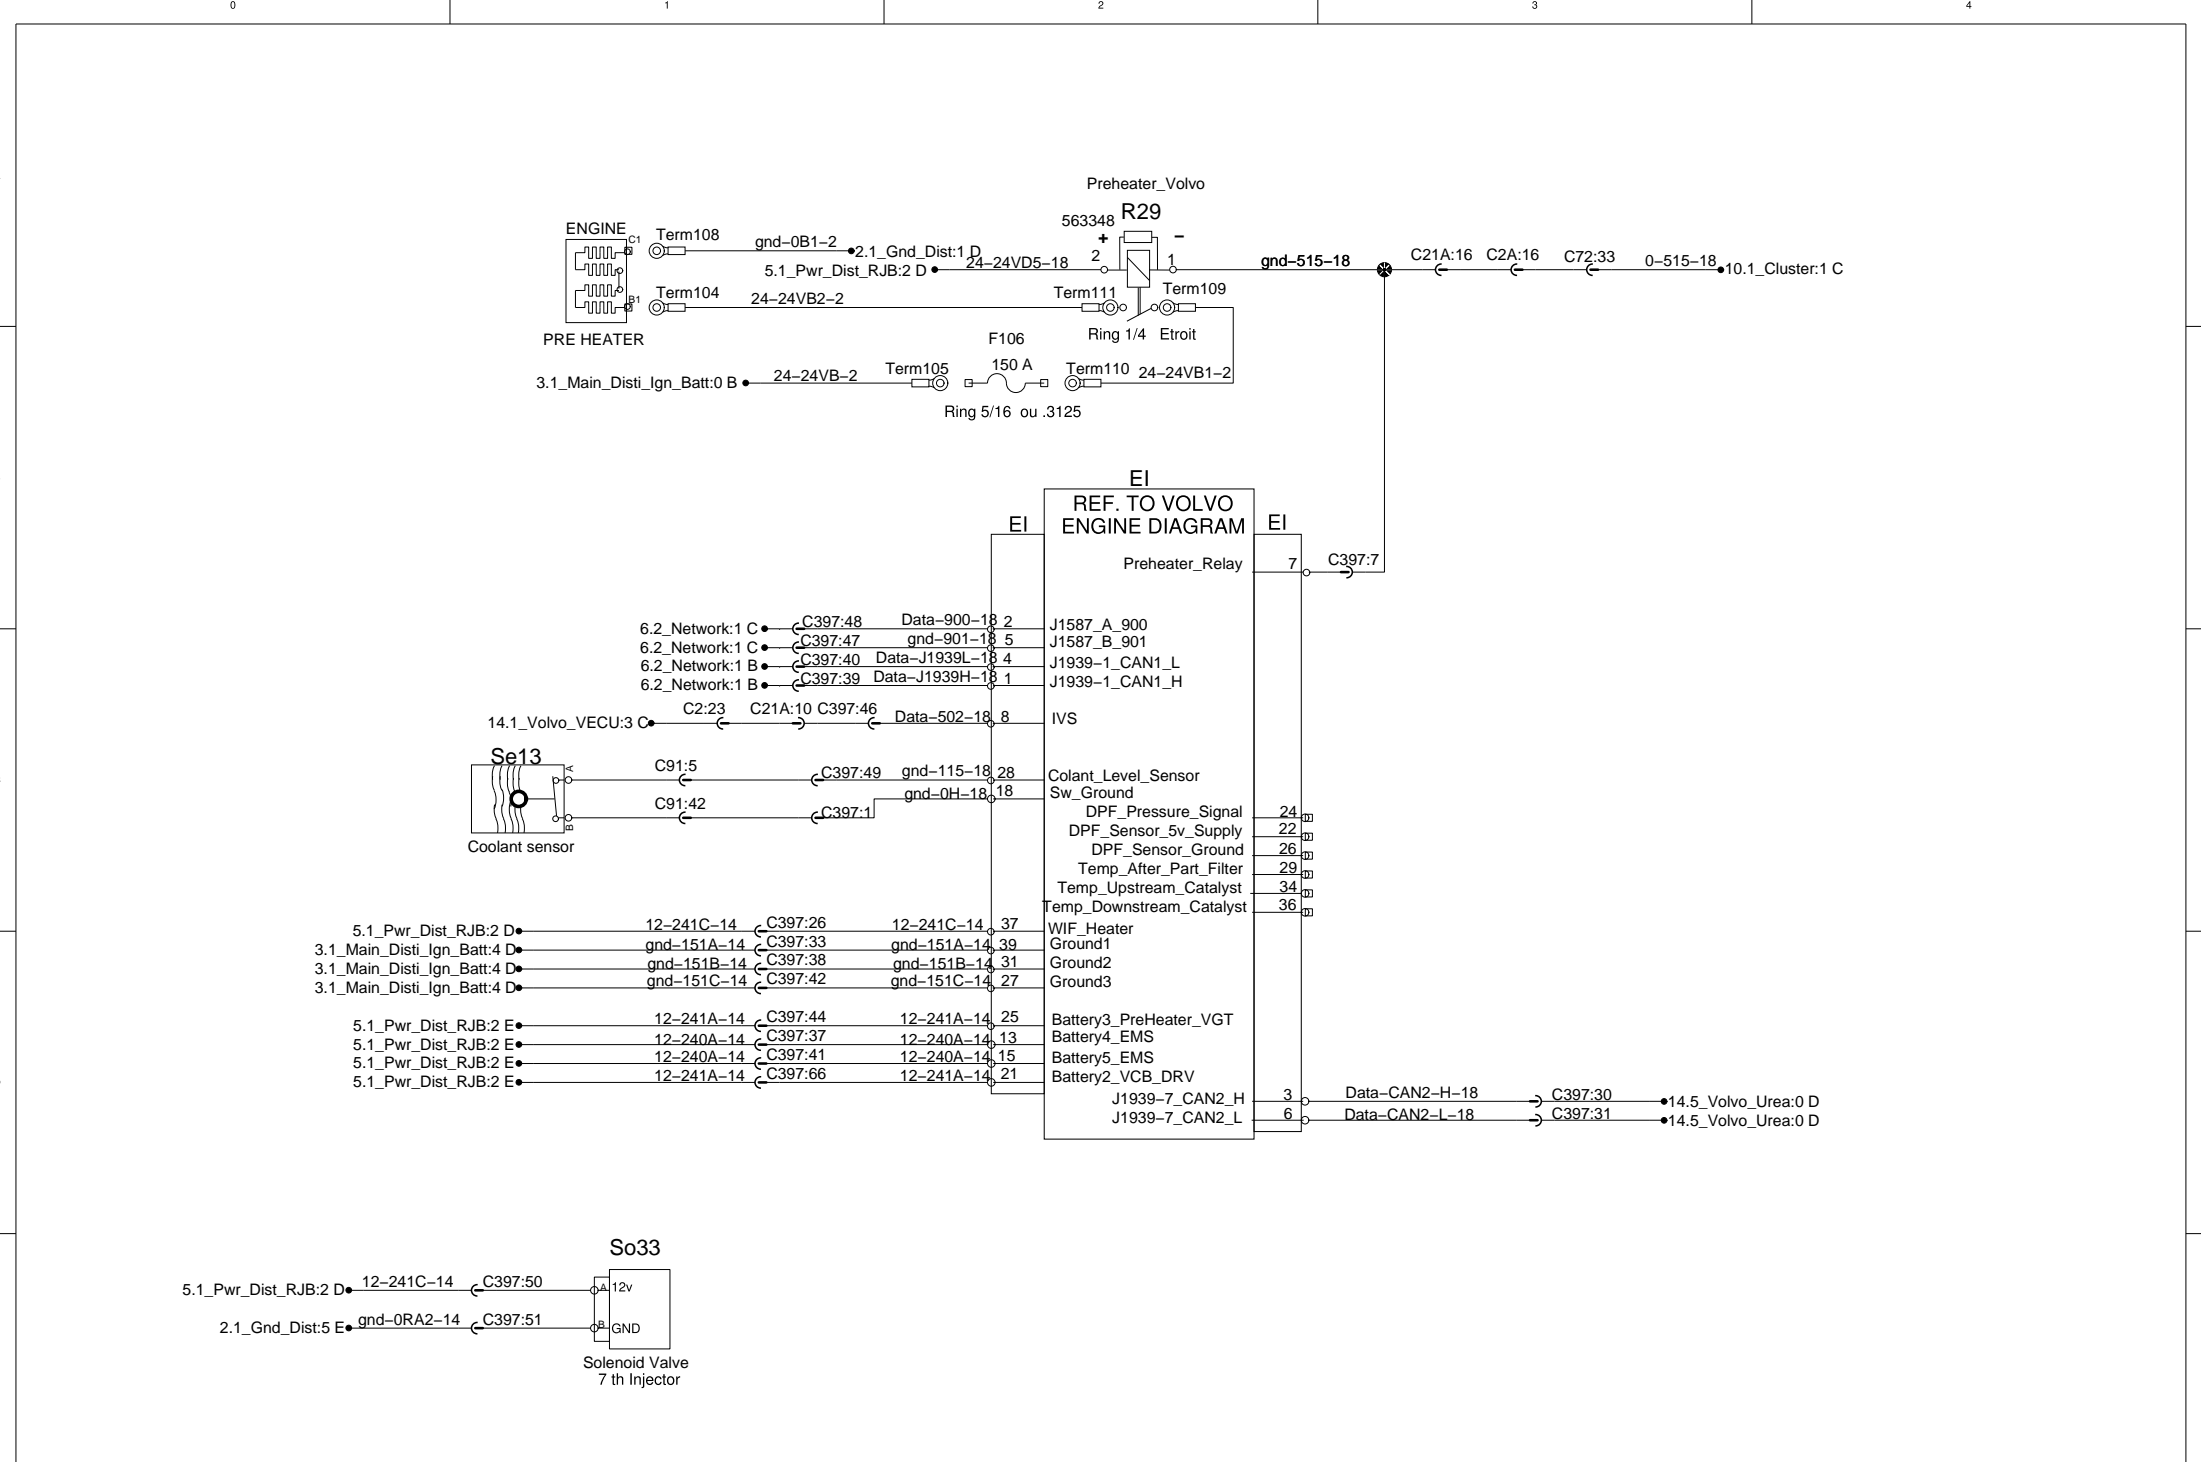 0 1 2 3 4
Preheater_Volvo
R29
563348
+ −
ENGINE
C1
Term108
gnd−0B1−2
2.1_Gnd_Dist:1 D
5.1_Pwr_Dist_RJB:2 D
24−24VD5−18
2
1
gnd−515−18
C21A:16
C2A:16
C72:33
0−515−18
10.1_Cluster:1 C
B1
Term104
24−24VB2−2
Term111
Term109
Ring 1/4 Etroit
PRE HEATER
F106
150 A
3.1_Main_Disti_Ign_Batt:0 B
24−24VB−2
Term105
Term110
24−24VB1−2
Ring 5/16 ou .3125
EI
REF. TO VOLVO
ENGINE DIAGRAM
EI
EI
Preheater_Relay
7
C397:7
6.2_Network:1 C C397:48 Data−900−18 2 J1587_A_900
6.2_Network:1 C C397:47 gnd−901−18 5 J1587_B_901
6.2_Network:1 B C397:40 Data−J1939L−18 4 J1939−1_CAN1_L
6.2_Network:1 B C397:39 Data−J1939H−18 1 J1939−1_CAN1_H
14.1_Volvo_VECU:3 C C2:23 C21A:10 C397:46 Data−502−18 8 IVS
Se13
A
C91:5 C397:49 gnd−115−18 28 Colant_Level_Sensor
gnd−0H−18 18 Sw_Ground
B
C91:42 C397:1
Coolant sensor
DPF_Pressure_Signal 24
DPF_Sensor_5v_Supply 22
DPF_Sensor_Ground 26
Temp_After_Part_Filter 29
Temp_Upstream_Catalyst 34
Temp_Downstream_Catalyst 36
5.1_Pwr_Dist_RJB:2 D 12−241C−14 C397:26 12−241C−14 37 WIF_Heater
3.1_Main_Disti_Ign_Batt:4 D gnd−151A−14 C397:33 gnd−151A−14 39 Ground1
3.1_Main_Disti_Ign_Batt:4 D gnd−151B−14 C397:38 gnd−151B−14 31 Ground2
3.1_Main_Disti_Ign_Batt:4 D gnd−151C−14 C397:42 gnd−151C−14 27 Ground3
5.1_Pwr_Dist_RJB:2 E 12−241A−14 C397:44 12−241A−14 25 Battery3_PreHeater_VGT
5.1_Pwr_Dist_RJB:2 E 12−240A−14 C397:37 12−240A−14 13 Battery4_EMS
5.1_Pwr_Dist_RJB:2 E 12−240A−14 C397:41 12−240A−14 15 Battery5_EMS
5.1_Pwr_Dist_RJB:2 E 12−241A−14 C397:66 12−241A−14 21 Battery2_VCB_DRV
J1939−7_CAN2_H 3 Data−CAN2−H−18 C397:30 14.5_Volvo_Urea:0 D
J1939−7_CAN2_L 6 Data−CAN2−L−18 C397:31 14.5_Volvo_Urea:0 D
So33
5.1_Pwr_Dist_RJB:2 D 12−241C−14 C397:50 A 12v
2.1_Gnd_Dist:5 E gnd−0RA2−14 C397:51 B GND
Solenoid Valve
7 th Injector